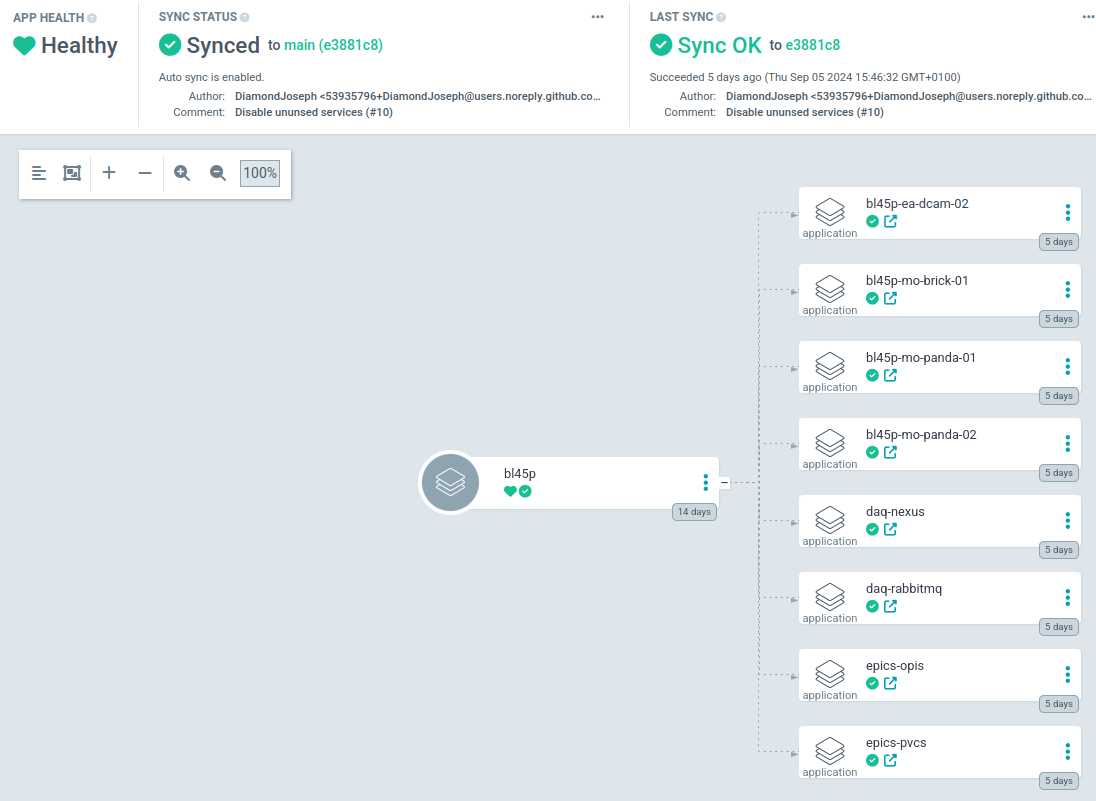 APP HEALTH
Healthy
SYNC STATUS
Synced to main (e3881c8)
Auto sync is enabled.
Author: DiamondJoseph <53935796+DiamondJoseph@users.noreply.github.co...
Comment: Disable ununsed services (#10)
LAST SYNC
Sync OK to e3881c8
Succeeded 5 days ago (Thu Sep 05 2024 15:46:32 GMT+0100)
Author: DiamondJoseph <53935796+DiamondJoseph@users.noreply.github.co...
Comment: Disable ununsed services (#10)
100%
bl45p
14 days
bl45p-ea-dcam-02
application
5 days
bl45p-mo-brick-01
application
5 days
bl45p-mo-panda-01
application
5 days
bl45p-mo-panda-02
application
5 days
daq-nexus
application
5 days
daq-rabbitmq
application
5 days
epics-opis
application
5 days
epics-pvcs
application
5 days